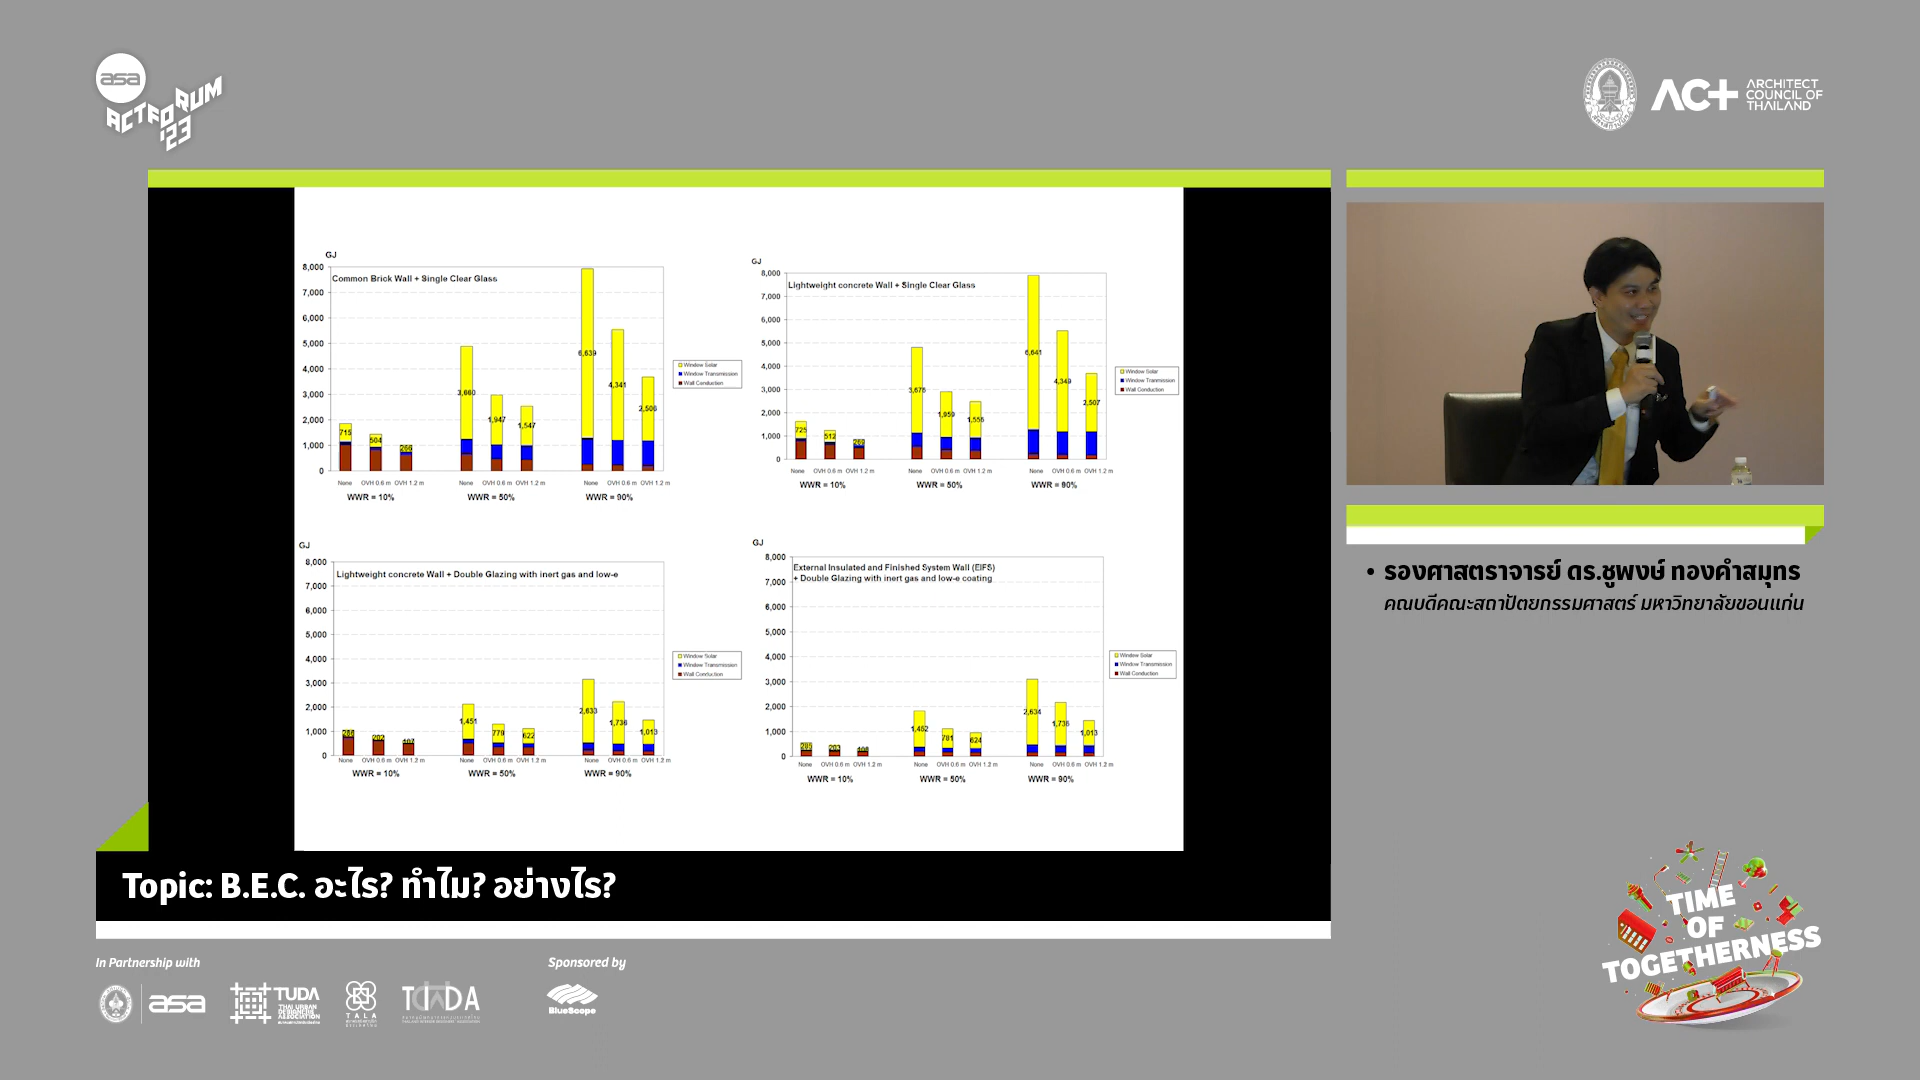 asa
ACTFORUM
'23
ACT
ARCHITECT
COUNCIL OF
THAILAND
GJ
8,000
7,000
6,000
5,000
4,000
3,000
2,000
1,000
0
Common Brick Wall + Single Clear Glass
715
504
3,660
1,947
1,547
6,639
4,341
2,506
None OVH 0.6 m OVH 1.2 m
None OVH 0.6 m OVH 1.2 m
None OVH 0.6 m OVH 1.2 m
WWR = 10% WWR = 50% WWR = 90%
Window Solar
Window Transmission
Wall Conduction
GJ
8,000
7,000
6,000
5,000
4,000
3,000
2,000
1,000
0
Lightweight concrete Wall + Single Clear Glass
725
512
269
3,675
1,959
1,556
6,641
4,349
2,507
None OVH 0.6 m OVH 1.2 m
None OVH 0.6 m OVH 1.2 m
None OVH 0.6 m OVH 1.2 m
WWR = 10% WWR = 50% WWR = 80%
Window Solar
Window Transmission
Wall Conduction
GJ
8,000
7,000
6,000
5,000
4,000
3,000
2,000
1,000
0
Lightweight concrete Wall + Double Glazing with inert gas and low-e
202
107
1,451
779
622
2,633
1,736
1,013
None OVH 0.6 m OVH 1.2 m
None OVH 0.6 m OVH 1.2 m
None OVH 0.6 m OVH 1.2 m
WWR = 10% WWR = 50% WWR = 90%
Window Solar
Window Transmission
Wall Conduction
GJ
8,000
7,000
6,000
5,000
4,000
3,000
2,000
1,000
0
External Insulated and Finished System Wall (EIFS)
+ Double Glazing with inert gas and low-e coating
285
203
108
1,452
781
624
2,634
1,735
1,013
None OVH 0.6 m OVH 1.2 m
None OVH 0.6 m OVH 1.2 m
None OVH 0.6 m OVH 1.2 m
WWR = 10% WWR = 50% WWR = 90%
Window Solar
Window Transmission
Wall Conduction
• รองศาสตราจารย์ ดร.ชูพงษ์ ทองคำสมุทร
คณบดีคณะสถาปัตยกรรมศาสตร์ มหาวิทยาลัยขอนแก่น
Topic: B.E.C. อะไร? ทำไม? อย่างไร?
In Partnership with
asa
TUDA
THAI URBAN
DESIGNERS
ASSOCIATION
TALA
TIDA
Sponsored by
BlueScope
TIME
OF
TOGETHERNESS